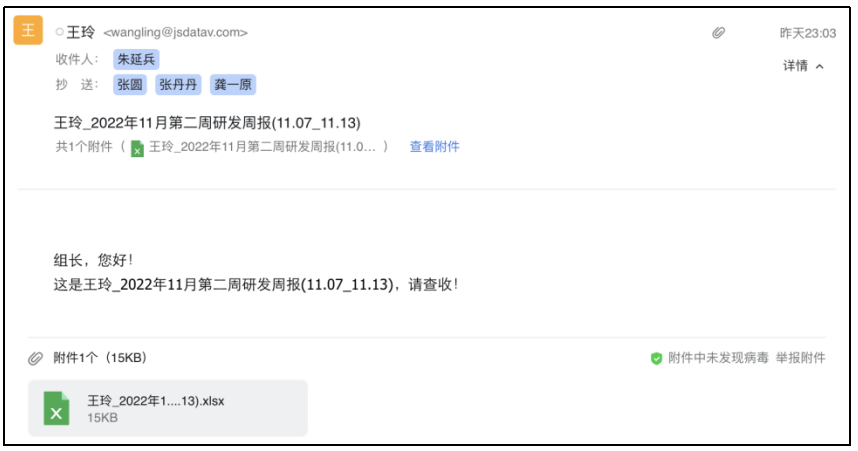 王 王玲 <wangling@jsdatav.com> 昨天23:03
收件人： 朱延兵 详情
抄 送： 张圆 张丹丹 龚一原
王玲_2022年11月第二周研发周报(11.07_11.13)
共1个附件（ 王玲_2022年11月第二周研发周报(11.0... ） 查看附件
组长，您好！
这是王玲_2022年11月第二周研发周报(11.07_11.13)，请查收！
附件1个（15KB） 附件中未发现病毒 举报附件
X 王玲_2022年1....13).xlsx
15KB